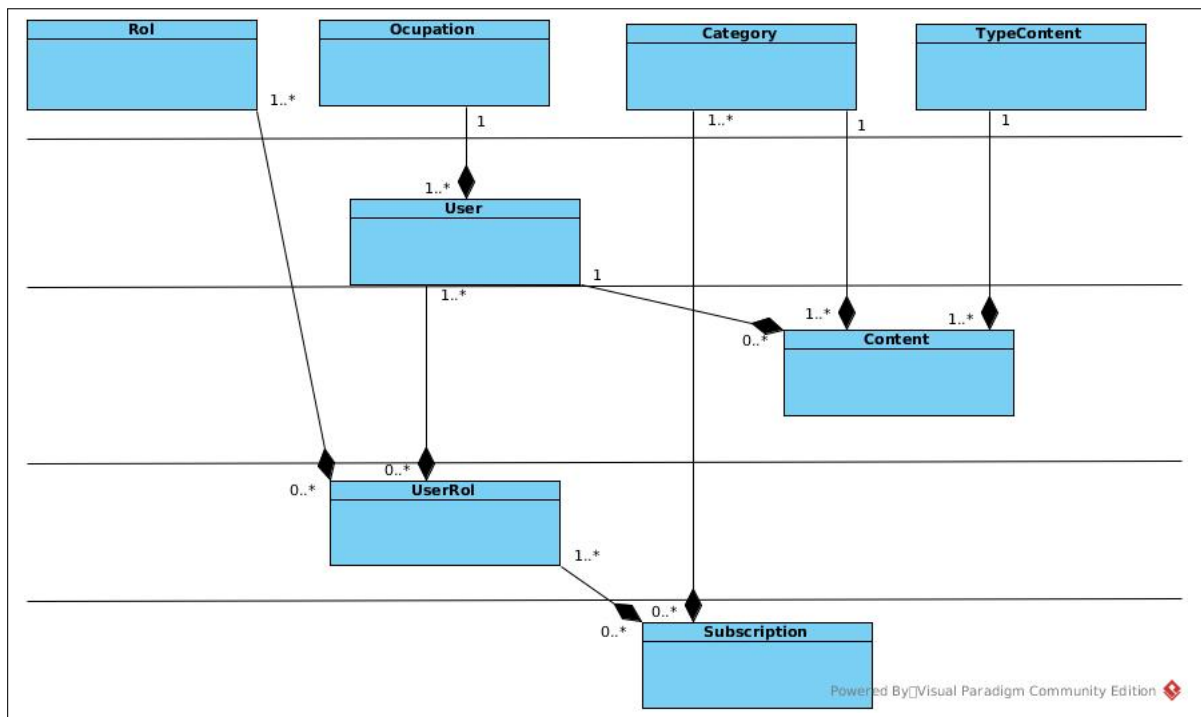 Rol
Ocupation
Category
TypeContent
1..*
1
1..*
1
1
1..*
User
1..*
1
1..*
1..*
0..*
Content
0..*
0..*
UserRol
1..*
0..*
0..*
Subscription
Powered By Visual Paradigm Community Edition